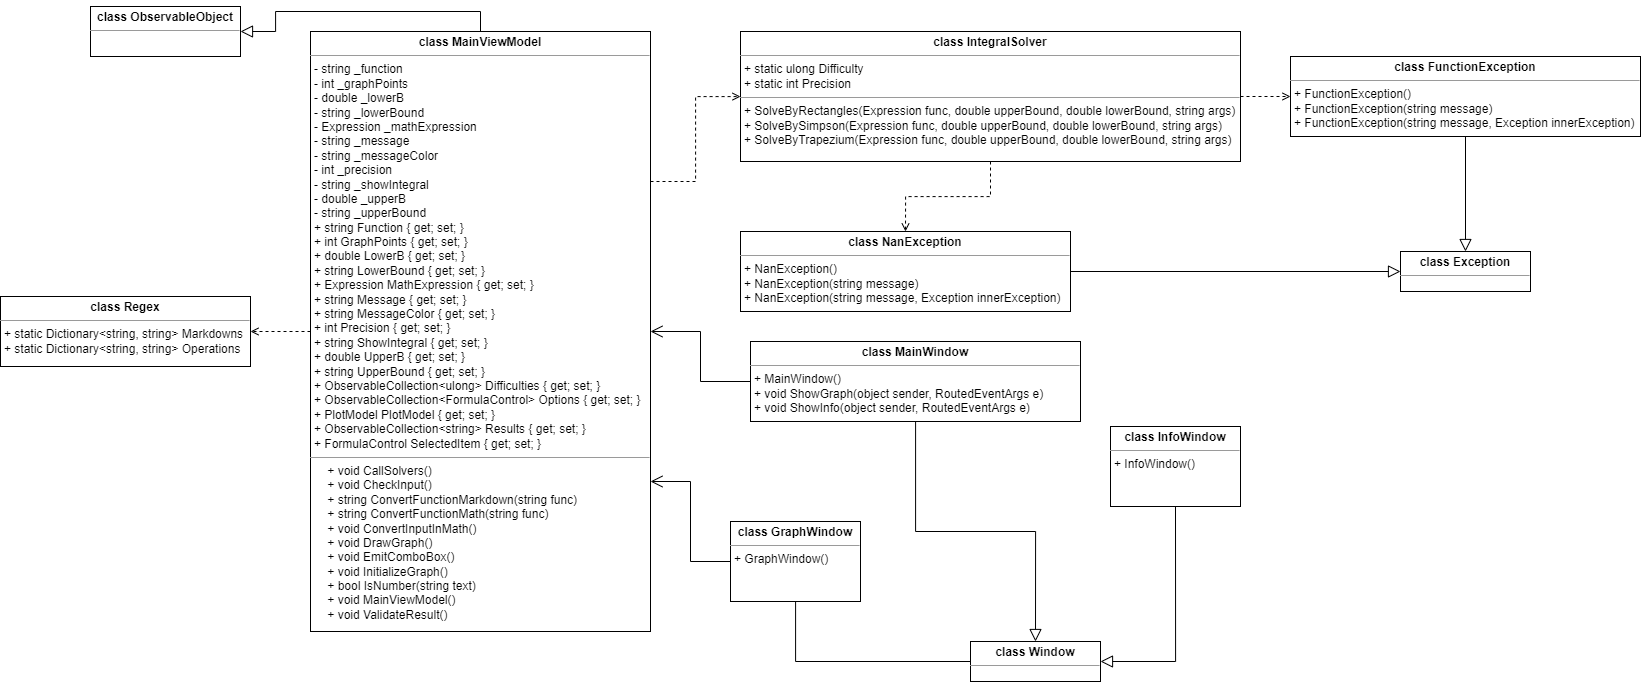 class ObservableObject
class MainViewModel
- string _function
- int _graphPoints
- double _lowerB
- string _lowerBound
- Expression _mathExpression
- string _message
- string _messageColor
- int _precision
- string _showIntegral
- double _upperB
- string _upperBound
+ string Function { get; set; }
+ int GraphPoints { get; set; }
+ double LowerB { get; set; }
+ string LowerBound { get; set; }
+ Expression MathExpression { get; set; }
+ string Message { get; set; }
+ string MessageColor { get; set; }
+ int Precision { get; set; }
+ string ShowIntegral { get; set; }
+ double UpperB { get; set; }
+ string UpperBound { get; set; }
+ ObservableCollection<ulong> Difficulties { get; set; }
+ ObservableCollection<FormulaControl> Options { get; set; }
+ PlotModel PlotModel { get; set; }
+ ObservableCollection<string> Results { get; set; }
+ FormulaControl SelectedItem { get; set; }
+ void CallSolvers()
+ void CheckInput()
+ string ConvertFunctionMarkdown(string func)
+ string ConvertFunctionMath(string func)
+ void ConvertInputInMath()
+ void DrawGraph()
+ void EmitComboBox()
+ void InitializeGraph()
+ bool IsNumber(string text)
+ void MainViewModel()
+ void ValidateResult()
class IntegralSolver
+ static ulong Difficulty
+ static int Precision
+ SolveByRectangles(Expression func, double upperBound, double lowerBound, string args)
+ SolveBySimpson(Expression func, double upperBound, double lowerBound, string args)
+ SolveByTrapezium(Expression func, double upperBound, double lowerBound, string args)
class FunctionException
+ FunctionException()
+ FunctionException(string message)
+ FunctionException(string message, Exception innerException)
class NanException
+ NanException()
+ NanException(string message)
+ NanException(string message, Exception innerException)
class Exception
class Regex
+ static Dictionary<string, string> Markdowns
+ static Dictionary<string, string> Operations
class MainWindow
+ MainWindow()
+ void ShowGraph(object sender, RoutedEventArgs e)
+ void ShowInfo(object sender, RoutedEventArgs e)
class InfoWindow
+ InfoWindow()
class GraphWindow
+ GraphWindow()
class Window